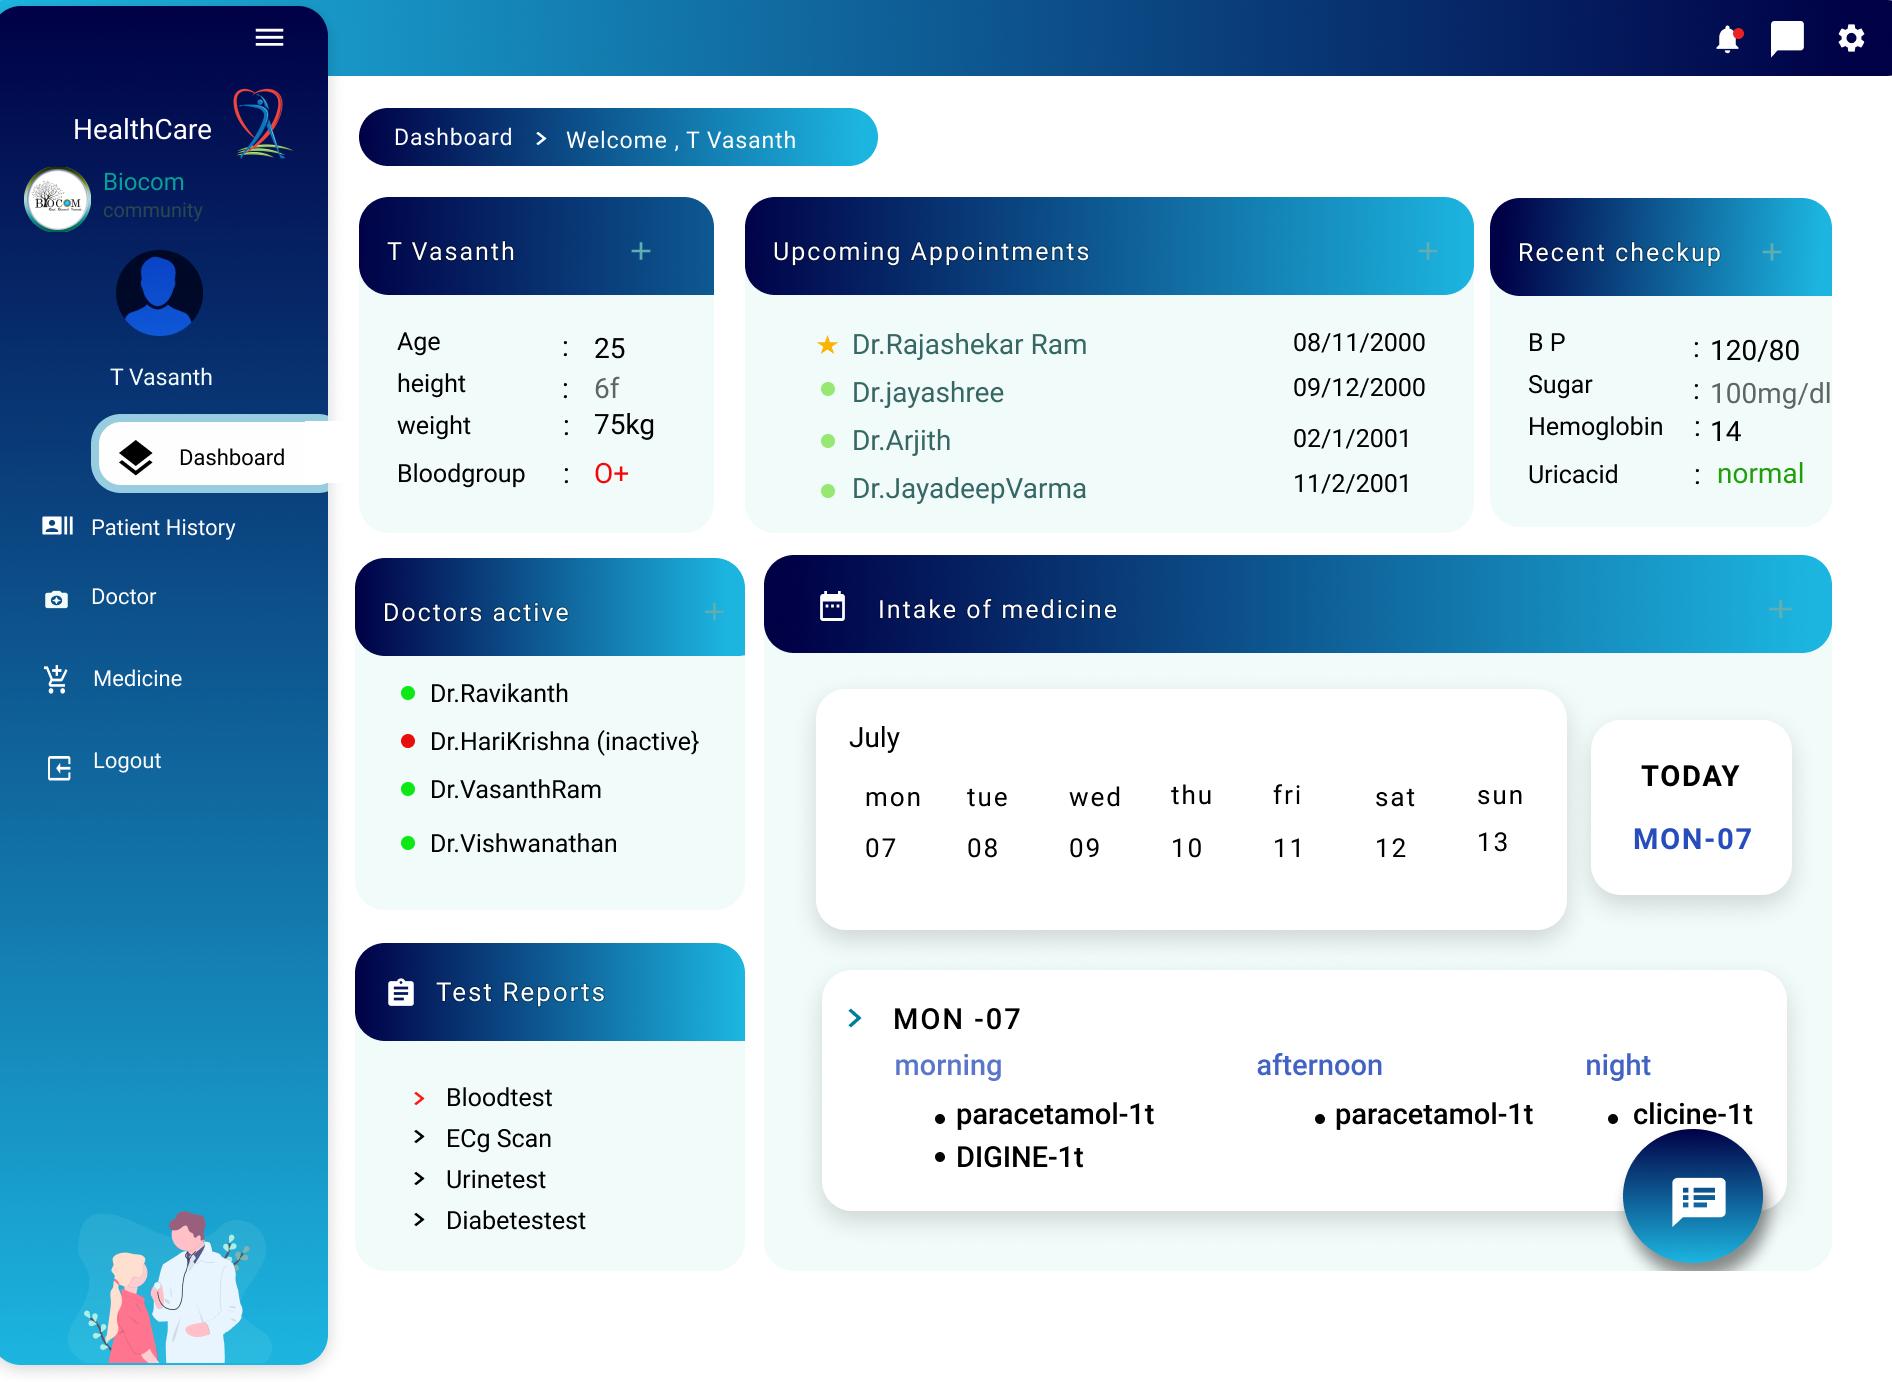 HealthCare
BIOCOM
Biocom
community
T Vasanth
Dashboard
Patient History
Doctor
Medicine
Logout
Dashboard > Welcome , T Vasanth
T Vasanth +
Age : 25
height : 6f
weight : 75kg
Bloodgroup : O+
Upcoming Appointments +
Dr.Rajashekar Ram 08/11/2000
Dr.jayashree 09/12/2000
Dr.Arjith 02/1/2001
Dr.JayadeepVarma 11/2/2001
Recent checkup +
B P : 120/80
Sugar : 100mg/dl
Hemoglobin : 14
Uricacid : normal
Doctors active +
Dr.Ravikanth
Dr.HariKrishna (inactive}
Dr.VasanthRam
Dr.Vishwanathan
Test Reports
> Bloodtest
> ECg Scan
> Urinetest
> Diabetestest
Intake of medicine +
July
mon tue wed thu fri sat sun
07 08 09 10 11 12 13
TODAY
MON-07
> MON -07
morning afternoon night
• paracetamol-1t • paracetamol-1t • clicine-1t
• DIGINE-1t